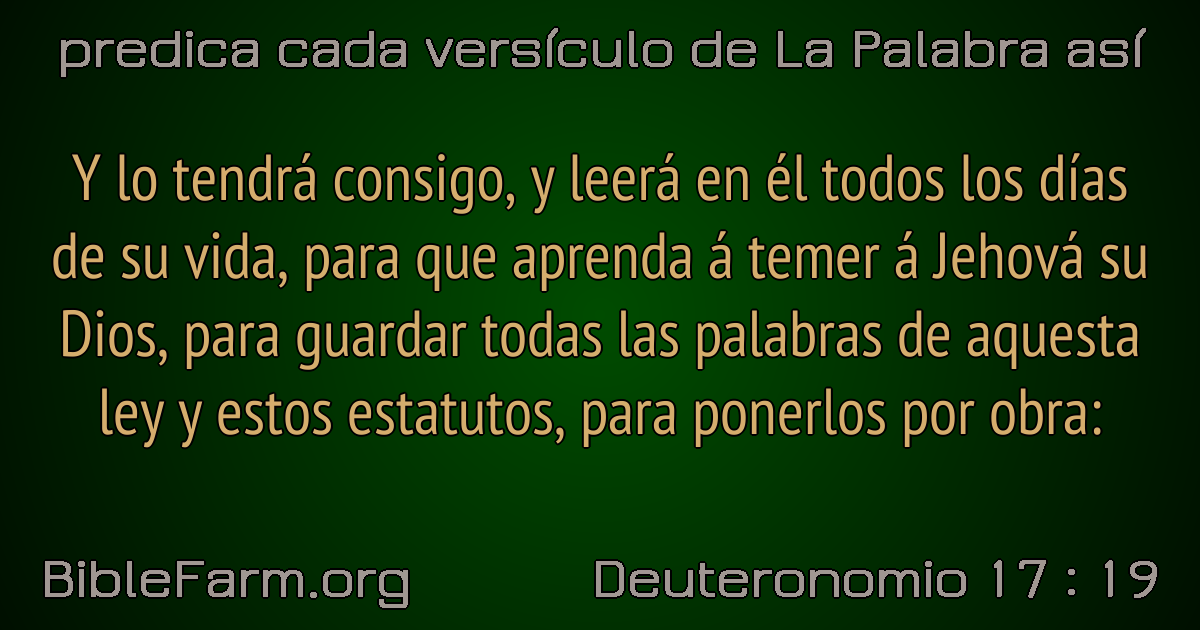 predica cada versículo de La Palabra así
Y lo tendrá consigo, y leerá en él todos los días
de su vida, para que aprenda á temer á Jehová su
Dios, para guardar todas las palabras de aquesta
ley y estos estatutos, para ponerlos por obra:
BibleFarm.org
Deuteronomio 17 : 19